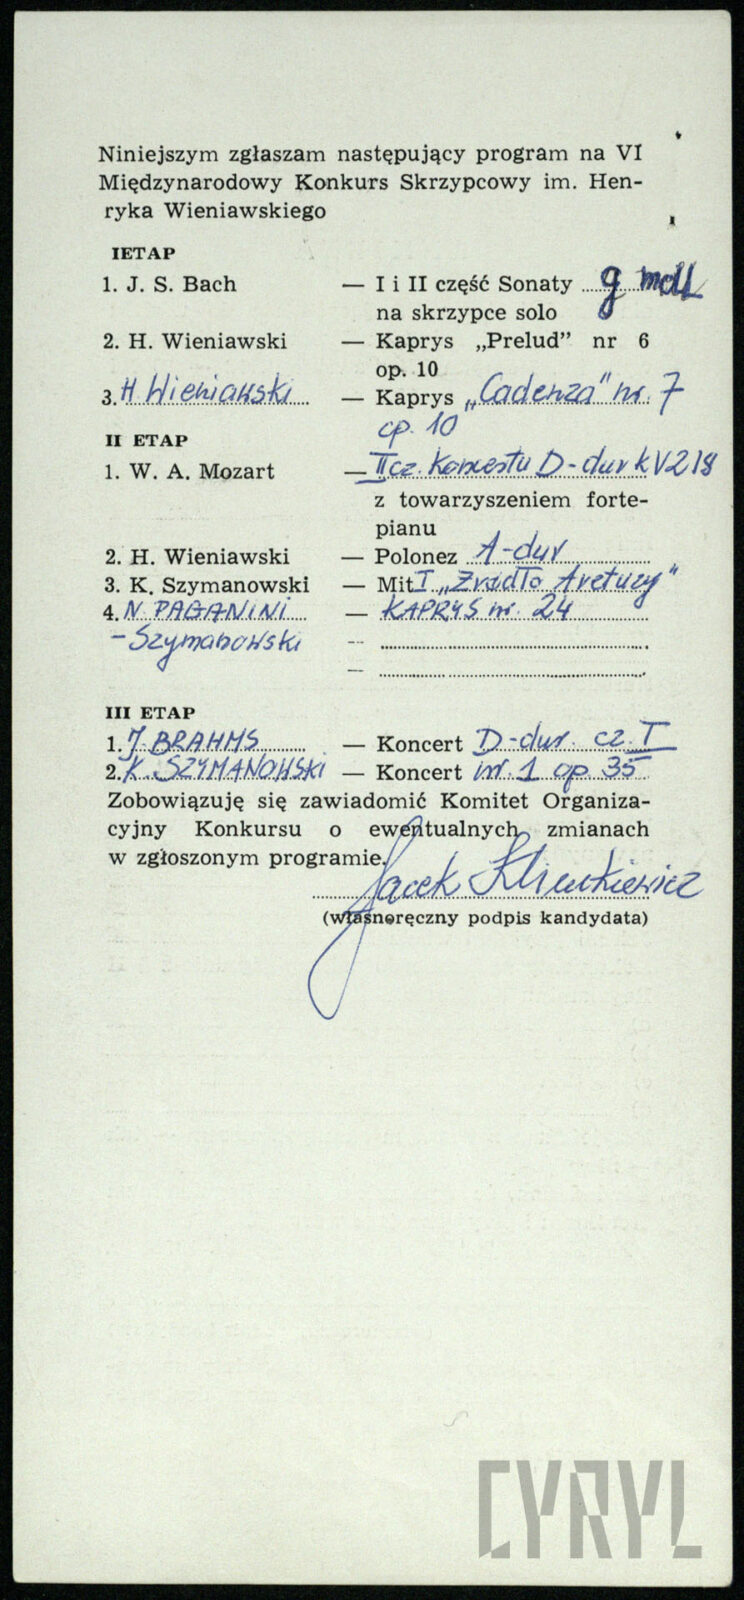 Niniejszym zgłaszam następujący program na VI
Międzynarodowy Konkurs Skrzypcowy im. Hen-
ryka Wieniawskiego
I ETAP
1. J. S. Bach — I i II część Sonaty g moll
na skrzypce solo
2. H. Wieniawski — Kaprys „Prelud” nr 6
op. 10
3. H Wieniawski — Kaprys „Cadenza” nr. 7
op. 10
II ETAP
1. W. A. Mozart — II cz. Koncertu D-dur KV 218
z towarzyszeniem forte-
pianu
2. H. Wieniawski — Polonez A-dur
3. K. Szymanowski — Mit I „Źródło Aretuzy”
4. N. PAGANINI — KAPRYS nr. 24
- Szymanowski —
—
III ETAP
1. J. BRAHMS — Koncert D-dur. cz. I
2. K. SZYMANOWSKI — Koncert nr. 1 op 35
Zobowiązuję się zawiadomić Komitet Organiza-
cyjny Konkursu o ewentualnych zmianach
w zgłoszonym programie.
Jacek Klimkiewicz
(własnoręczny podpis kandydata)
CYRYL